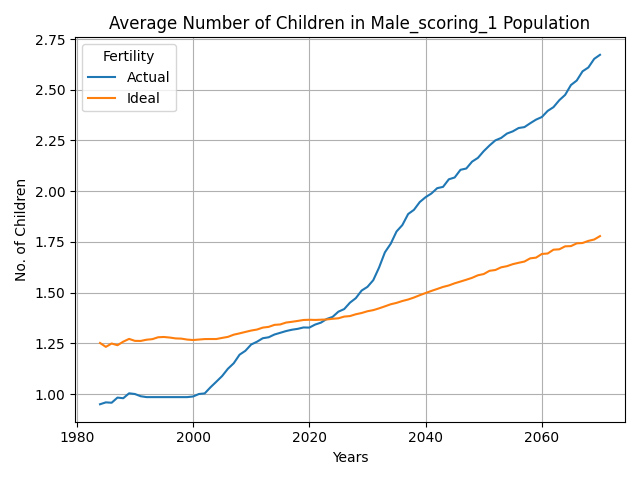 Average Number of Children in Male_scoring_1 Population
Fertility
Actual
Ideal
2.75
2.50
2.25
2.00
1.75
1.50
1.25
1.00
No. of Children
1980
2000
2020
2040
2060
Years